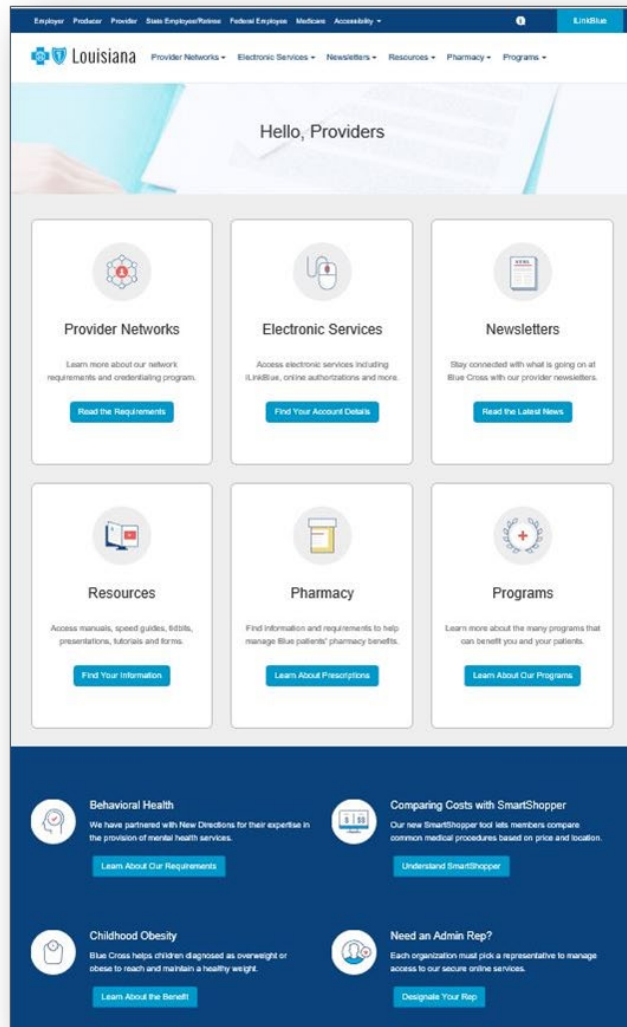 Employer Producer Provider State Employee/Retiree Federal Employee Medicare Accessibility
iLinkBlue
Louisiana
Provider Networks Electronic Services Newsletters Resources Pharmacy Programs
Hello, Providers
Provider Networks
Learn more about our network
requirements and credentialing program.
Read the Requirements
Electronic Services
Access electronic services including
iLinkBlue, online authorizations and more.
Find Your Account Details
NEWS
Newsletters
Stay connected with what is going on at
Blue Cross with our provider newsletters.
Read the Latest News
Resources
Access manuals, speed guides, tidbits,
presentations, tutorials and forms.
Find Your Information
Pharmacy
Find information and requirements to help
manage Blue patients' pharmacy benefits.
Learn About Prescriptions
Programs
Learn more about the many programs that
can benefit you and your patients.
Learn About Our Programs
Behavioral Health
We have partnered with New Directions for their expertise in
the provision of mental health services.
Learn About Our Requirements
$ $$
Comparing Costs with SmartShopper
Our new SmartShopper tool lets members compare
common medical procedures based on price and location.
Understand SmartShopper
Childhood Obesity
Blue Cross helps children diagnosed as overweight or
obese to reach and maintain a healthy weight.
Learn About the Benefit
Need an Admin Rep?
Each organization must pick a representative to manage
access to our secure online services.
Designate Your Rep